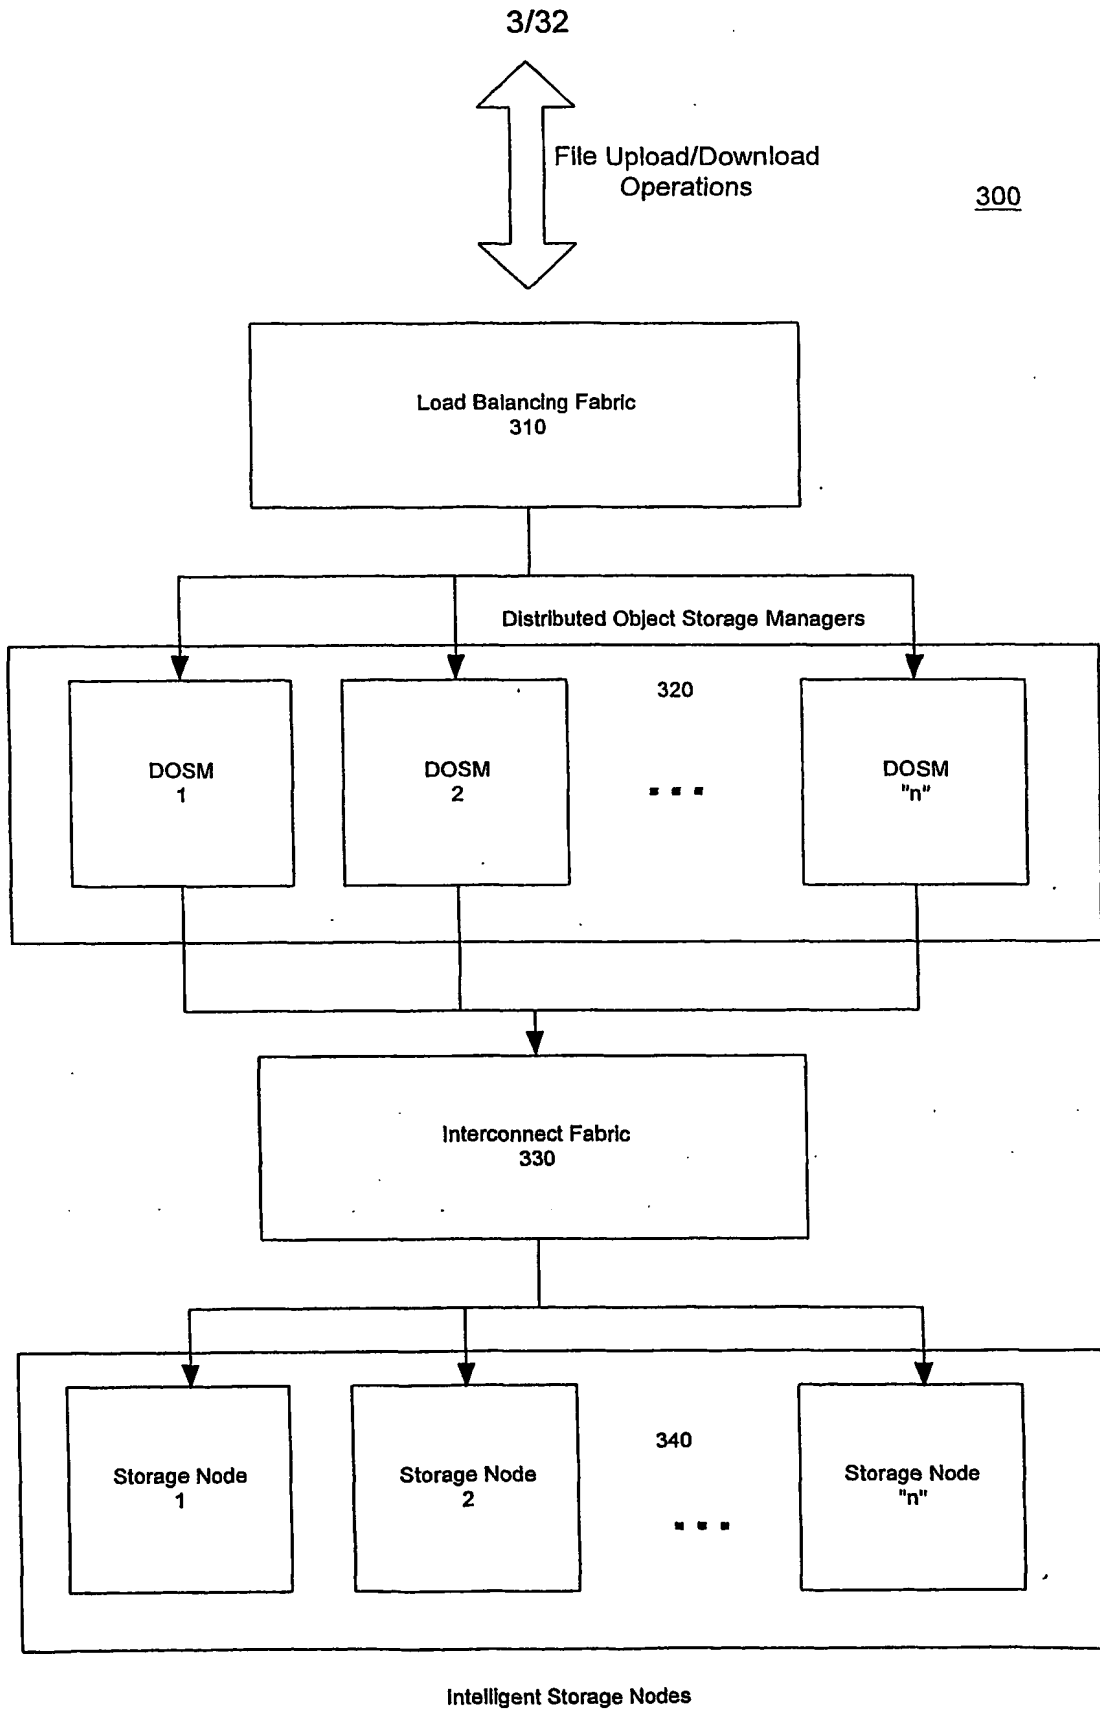 3/32
File Upload/Download
Operations
300
Load Balancing Fabric
310
Distributed Object Storage Managers
320
DOSM
1
DOSM
2
DOSM
"n"
Interconnect Fabric
330
340
Storage Node
1
Storage Node
2
Storage Node
"n"
Intelligent Storage Nodes